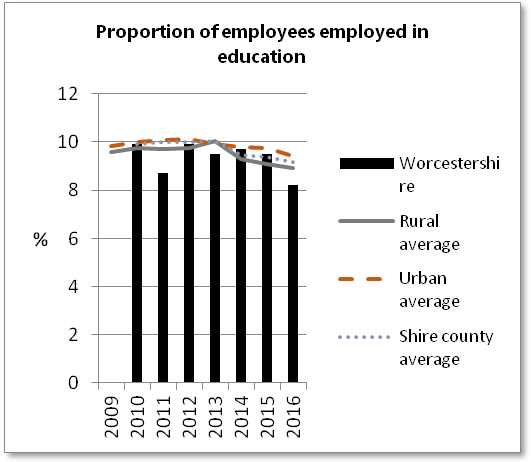 Proportion of employees employed in
education
12
10
8
6
4
2
0
%
2009
2010
2011
2012
2013
2014
2015
2016
Worcestershi
re
Rural
average
Urban
average
Shire county
average